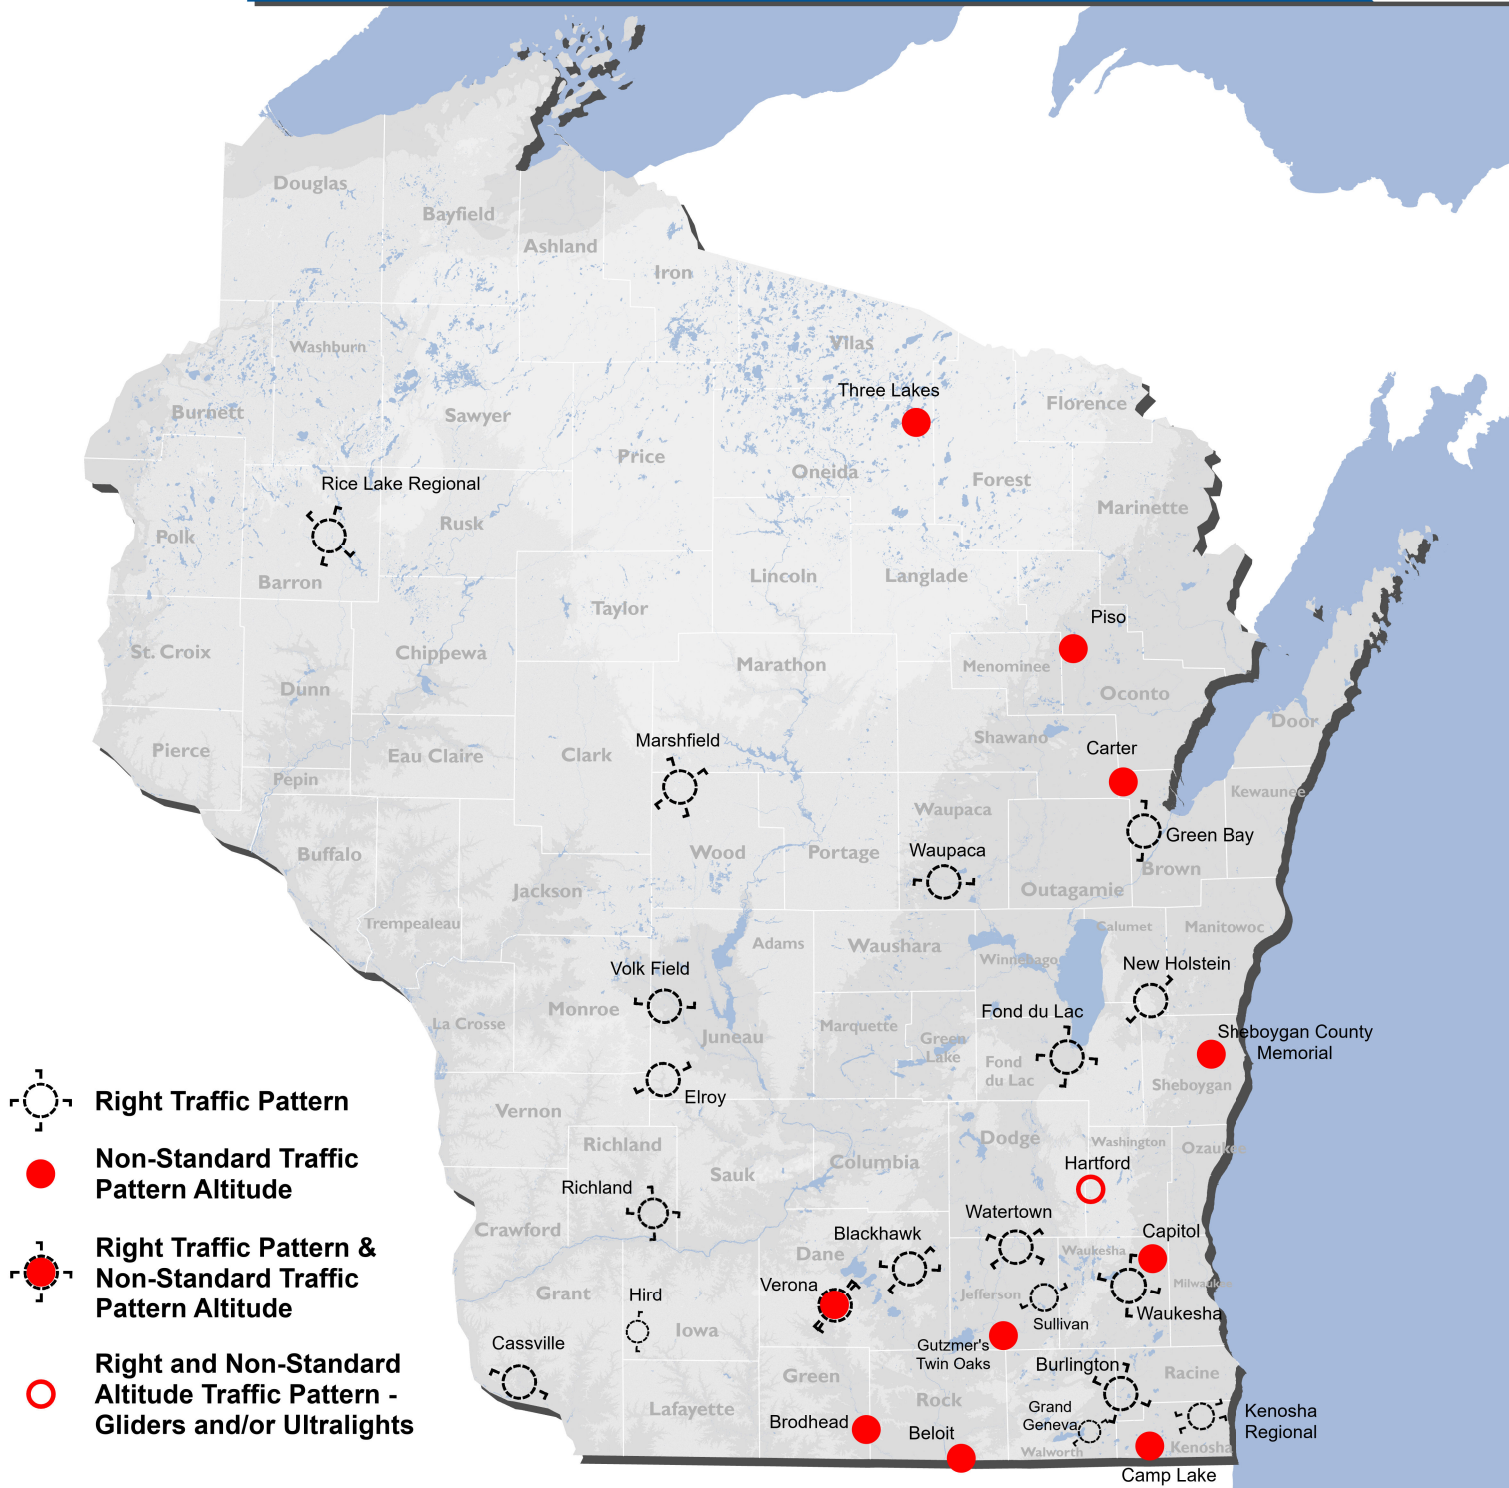 Douglas
Bayfield
Ashland
Iron
Washburn
Vilas
Three Lakes
Burnett
Sawyer
Florence
Price
Oneida
Forest
Rice Lake Regional
Marinette
Polk
Rusk
Barron
Lincoln
Langlade
Taylor
Piso
St. Croix
Chippewa
Marathon
Menominee
Dunn
Oconto
Door
Shawano
Marshfield
Carter
Pierce
Eau Claire
Clark
Pepin
Kewaunee
Waupaca
Green Bay
Buffalo
Wood
Portage
Waupaca
Brown
Jackson
Outagamie
Trempealeau
Adams
Waushara
Calumet
Manitowoc
Winnebago
New Holstein
Volk Field
Monroe
Fond du Lac
La Crosse
Juneau
Marquette
Green
Lake
Sheboygan County
Memorial
Fond
du Lac
Sheboygan
Elroy
Right Traffic Pattern
Vernon
Richland
Dodge
Washington
Ozaukee
Non-Standard Traffic
Pattern Altitude
Sauk
Columbia
Hartford
Richland
Crawford
Watertown
Blackhawk
Capitol
Right Traffic Pattern &
Non-Standard Traffic
Pattern Altitude
Dane
Waukesha
Verona
Milwaukee
Grant
Hird
Jefferson
Sullivan
Waukesha
Iowa
Cassville
Gutzmer's
Twin Oaks
Burlington
Right and Non-Standard
Altitude Traffic Pattern -
Gliders and/or Ultralights
Green
Racine
Rock
Lafayette
Grand
Geneva
Kenosha
Regional
Brodhead
Beloit
Walworth
Kenosha
Camp Lake